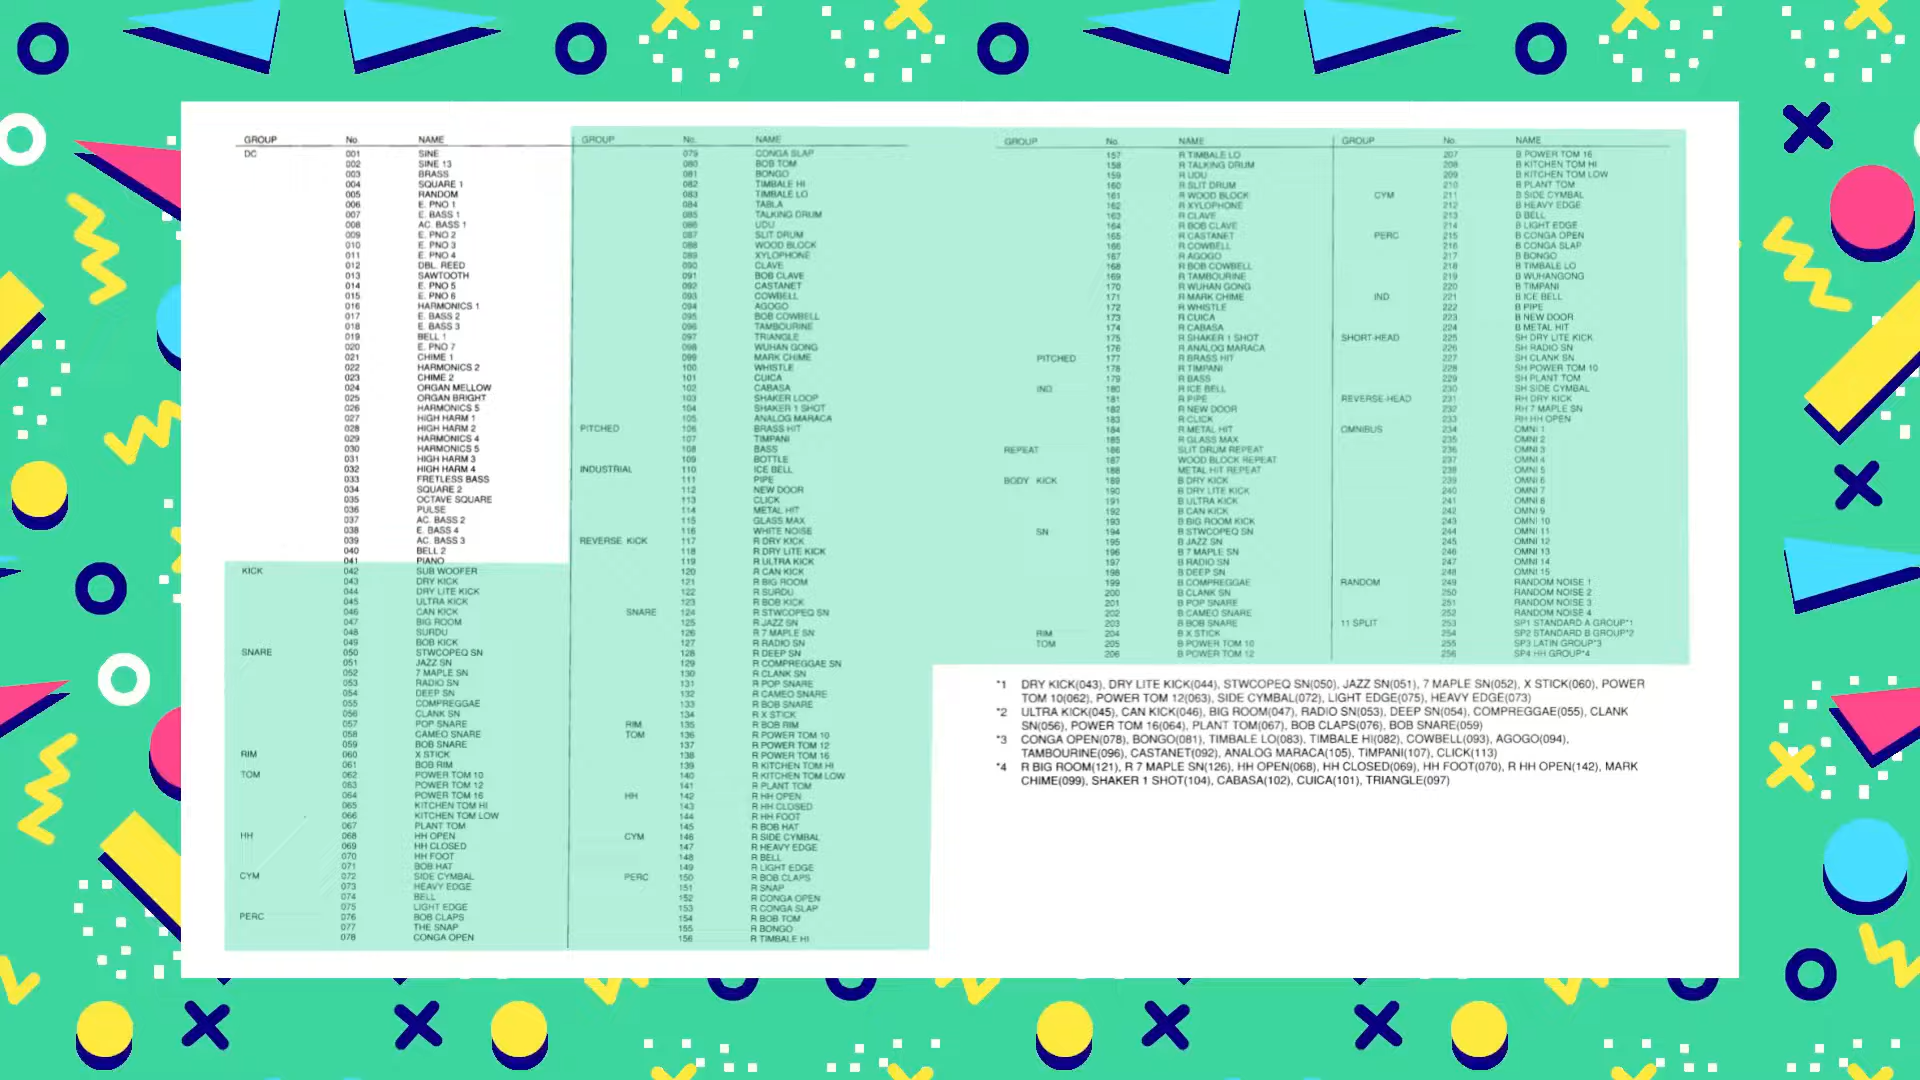 GROUP No. NAME
DC 001 SINE
002 SINE 13
003 BRASS
004 SQUARE 1
005 RANDOM
006 E. PNO 1
007 E. BASS 1
008 AC. BASS 1
009 E. PNO 2
010 E. PNO 3
011 E. PNO 4
012 DBL. REED
013 SAWTOOTH
014 E. PNO 5
015 E. PNO 6
016 HARMONICS 1
017 E. BASS 2
018 E. BASS 3
019 BELL 1
020 E. PNO 7
021 CHIME 1
022 HARMONICS 2
023 CHIME 2
024 ORGAN MELLOW
025 ORGAN BRIGHT
026 HARMONICS 5
027 HIGH HARM 1
028 HIGH HARM 2
029 HARMONICS 4
030 HARMONICS 5
031 HIGH HARM 3
032 HIGH HARM 4
033 FRETLESS BASS
034 SQUARE 2
035 OCTAVE SQUARE
036 PULSE
037 AC. BASS 2
038 E. BASS 4
039 AC. BASS 3
040 BELL 2
041 PIANO
KICK 042 SUB WOOFER
043 DRY KICK
044 DRY LITE KICK
045 ULTRA KICK
046 CAN KICK
047 BIG ROOM
048 SURDU
049 BOB KICK
SNARE 050 STWCOPEQ SN
051 JAZZ SN
052 7 MAPLE SN
053 RADIO SN
054 DEEP SN
055 COMPREGGAE
056 CLANK SN
057 POP SNARE
058 CAMEO SNARE
059 BOB SNARE
RIM 060 X STICK
061 BOB RIM
TOM 062 POWER TOM 10
063 POWER TOM 12
064 POWER TOM 16
065 KITCHEN TOM HI
066 KITCHEN TOM LOW
067 PLANT TOM
HH 068 HH OPEN
069 HH CLOSED
070 HH FOOT
071 BOB HAT
CYM 072 SIDE CYMBAL
073 HEAVY EDGE
074 BELL
075 LIGHT EDGE
PERC 076 BOB CLAPS
077 THE SNAP
078 CONGA OPEN
GROUP No. NAME
079 CONGA SLAP
080 BOB TOM
081 BONGO
082 TIMBALE HI
083 TIMBALE LO
084 TABLA
085 TALKING DRUM
086 UDU
087 SLIT DRUM
088 WOOD BLOCK
089 XYLOPHONE
090 CLAVE
091 BOB CLAVE
092 CASTANET
093 COWBELL
094 AGOGO
095 BOB COWBELL
096 TAMBOURINE
097 TRIANGLE
098 WUHAN GONG
099 MARK CHIME
100 WHISTLE
101 CUICA
102 CABASA
103 SHAKER LOOP
104 SHAKER 1 SHOT
105 ANALOG MARACA
PITCHED 106 BRASS HIT
107 TIMPANI
108 BASS
109 BOTTLE
INDUSTRIAL 110 ICE BELL
111 PIPE
112 NEW DOOR
113 CLICK
114 METAL HIT
115 GLASS MAX
116 WHITE NOISE
REVERSE KICK 117 R DRY KICK
118 R DRY LITE KICK
119 R ULTRA KICK
120 R CAN KICK
121 R BIG ROOM
122 R SURDU
123 R BOB KICK
SNARE 124 R STWCOPEQ SN
125 R JAZZ SN
126 R 7 MAPLE SN
127 R RADIO SN
128 R DEEP SN
129 R COMPREGGAE SN
130 R CLANK SN
131 R POP SNARE
132 R CAMEO SNARE
133 R BOB SNARE
134 R X STICK
RIM 135 R BOB RIM
TOM 136 R POWER TOM 10
137 R POWER TOM 12
138 R POWER TOM 16
139 R KITCHEN TOM HI
140 R KITCHEN TOM LOW
141 R PLANT TOM
HH 142 R HH OPEN
143 R HH CLOSED
144 R HH FOOT
145 R BOB HAT
CYM 146 R SIDE CYMBAL
147 R HEAVY EDGE
148 R BELL
149 R LIGHT EDGE
PERC 150 R BOB CLAPS
151 R SNAP
152 R CONGA OPEN
153 R CONGA SLAP
154 R BOB TOM
155 R BONGO
156 R TIMBALE HI
GROUP No. NAME
157 R TIMBALE LO
158 R TALKING DRUM
159 R UDU
160 R SLIT DRUM
161 R WOOD BLOCK
162 R XYLOPHONE
163 R CLAVE
164 R BOB CLAVE
165 R CASTANET
166 R COWBELL
167 R AGOGO
168 R BOB COWBELL
169 R TAMBOURINE
170 R WUHAN GONG
171 R MARK CHIME
172 R WHISTLE
173 R CUICA
174 R CABASA
175 R SHAKER 1 SHOT
176 R ANALOG MARACA
PITCHED 177 R BRASS HIT
178 R TIMPANI
179 R BASS
IND 180 R ICE BELL
181 R PIPE
182 R NEW DOOR
183 R CLICK
184 R METAL HIT
185 R GLASS MAX
REPEAT 186 SLIT DRUM REPEAT
187 WOOD BLOCK REPEAT
188 METAL HIT REPEAT
BODY KICK 189 B DRY KICK
190 B DRY LITE KICK
191 B ULTRA KICK
192 B CAN KICK
193 B BIG ROOM KICK
SN 194 B STWCOPEQ SN
195 B JAZZ SN
196 B 7 MAPLE SN
197 B RADIO SN
198 B DEEP SN
199 B COMPREGGAE
200 B CLANK SN
201 B POP SNARE
202 B CAMEO SNARE
203 B BOB SNARE
RIM 204 B X STICK
TOM 205 B POWER TOM 10
206 B POWER TOM 12
GROUP No. NAME
207 B POWER TOM 16
208 B KITCHEN TOM HI
209 B KITCHEN TOM LOW
210 B PLANT TOM
CYM 211 B SIDE CYMBAL
212 B HEAVY EDGE
213 B BELL
214 B LIGHT EDGE
PERC 215 B CONGA OPEN
216 B CONGA SLAP
217 B BONGO
218 B TIMBALE LO
219 B WUHANGONG
220 B TIMPANI
IND 221 B ICE BELL
222 B PIPE
223 B NEW DOOR
224 B METAL HIT
SHORT-HEAD 225 SH DRY LITE KICK
226 SH RADIO SN
227 SH CLANK SN
228 SH POWER TOM 10
229 SH PLANT TOM
230 SH SIDE CYMBAL
REVERSE-HEAD 231 RH DRY KICK
232 RH 7 MAPLE SN
233 RH HH OPEN
OMNIBUS 234 OMNI 1
235 OMNI 2
236 OMNI 3
237 OMNI 4
238 OMNI 5
239 OMNI 6
240 OMNI 7
241 OMNI 8
242 OMNI 9
243 OMNI 10
244 OMNI 11
245 OMNI 12
246 OMNI 13
247 OMNI 14
248 OMNI 15
RANDOM 249 RANDOM NOISE 1
250 RANDOM NOISE 2
251 RANDOM NOISE 3
252 RANDOM NOISE 4
11 SPLIT 253 SP1 STANDARD A GROUP*1
254 SP2 STANDARD B GROUP*2
255 SP3 LATIN GROUP*3
256 SP4 HH GROUP*4
*1 DRY KICK(043), DRY LITE KICK(044), STWCOPEQ SN(050), JAZZ SN(051), 7 MAPLE SN(052), X STICK(060), POWER
TOM 10(062), POWER TOM 12(063), SIDE CYMBAL(072), LIGHT EDGE(075), HEAVY EDGE(073)
*2 ULTRA KICK(045), CAN KICK(046), BIG ROOM(047), RADIO SN(053), DEEP SN(054), COMPREGGAE(055), CLANK
SN(056), POWER TOM 16(064), PLANT TOM(067), BOB CLAPS(076), BOB SNARE(059)
*3 CONGA OPEN(078), BONGO(081), TIMBALE LO(083), TIMBALE HI(082), COWBELL(093), AGOGO(094),
TAMBOURINE(096), CASTANET(092), ANALOG MARACA(105), TIMPANI(107), CLICK(113)
*4 R BIG ROOM(121), R 7 MAPLE SN(126), HH OPEN(068), HH CLOSED(069), HH FOOT(070), R HH OPEN(142), MARK
CHIME(099), SHAKER 1 SHOT(104), CABASA(102), CUICA(101), TRIANGLE(097)